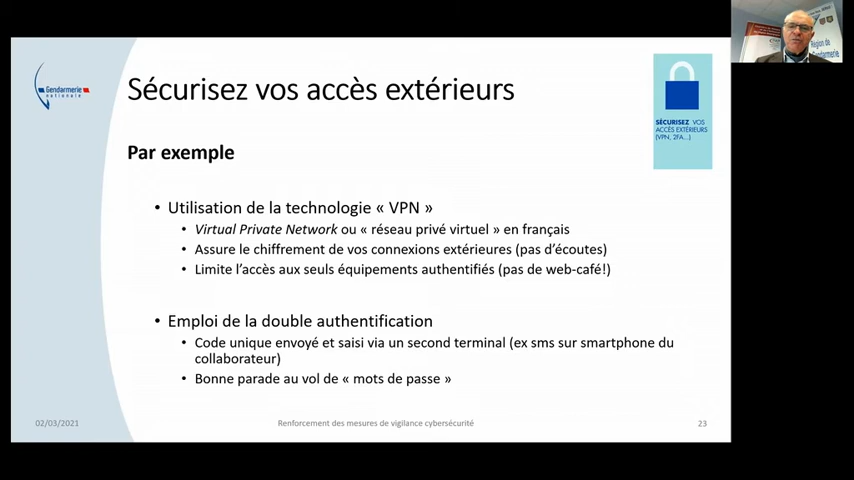 Gendarmerie
nationale
Sécurisez vos accès extérieurs
SÉCURISEZ VOS
ACCÈS EXTÉRIEURS
(VPN, 2FA...)
Région de
Gendarmerie
Par exemple
• Utilisation de la technologie « VPN »
• Virtual Private Network ou « réseau privé virtuel » en français
• Assure le chiffrement de vos connexions extérieures (pas d’écoutes)
• Limite l’accès aux seuls équipements authentifiés (pas de web-café!)
• Emploi de la double authentification
• Code unique envoyé et saisi via un second terminal (ex sms sur smartphone du
collaborateur)
• Bonne parade au vol de « mots de passe »
02/03/2021
Renforcement des mesures de vigilance cybersécurité
23